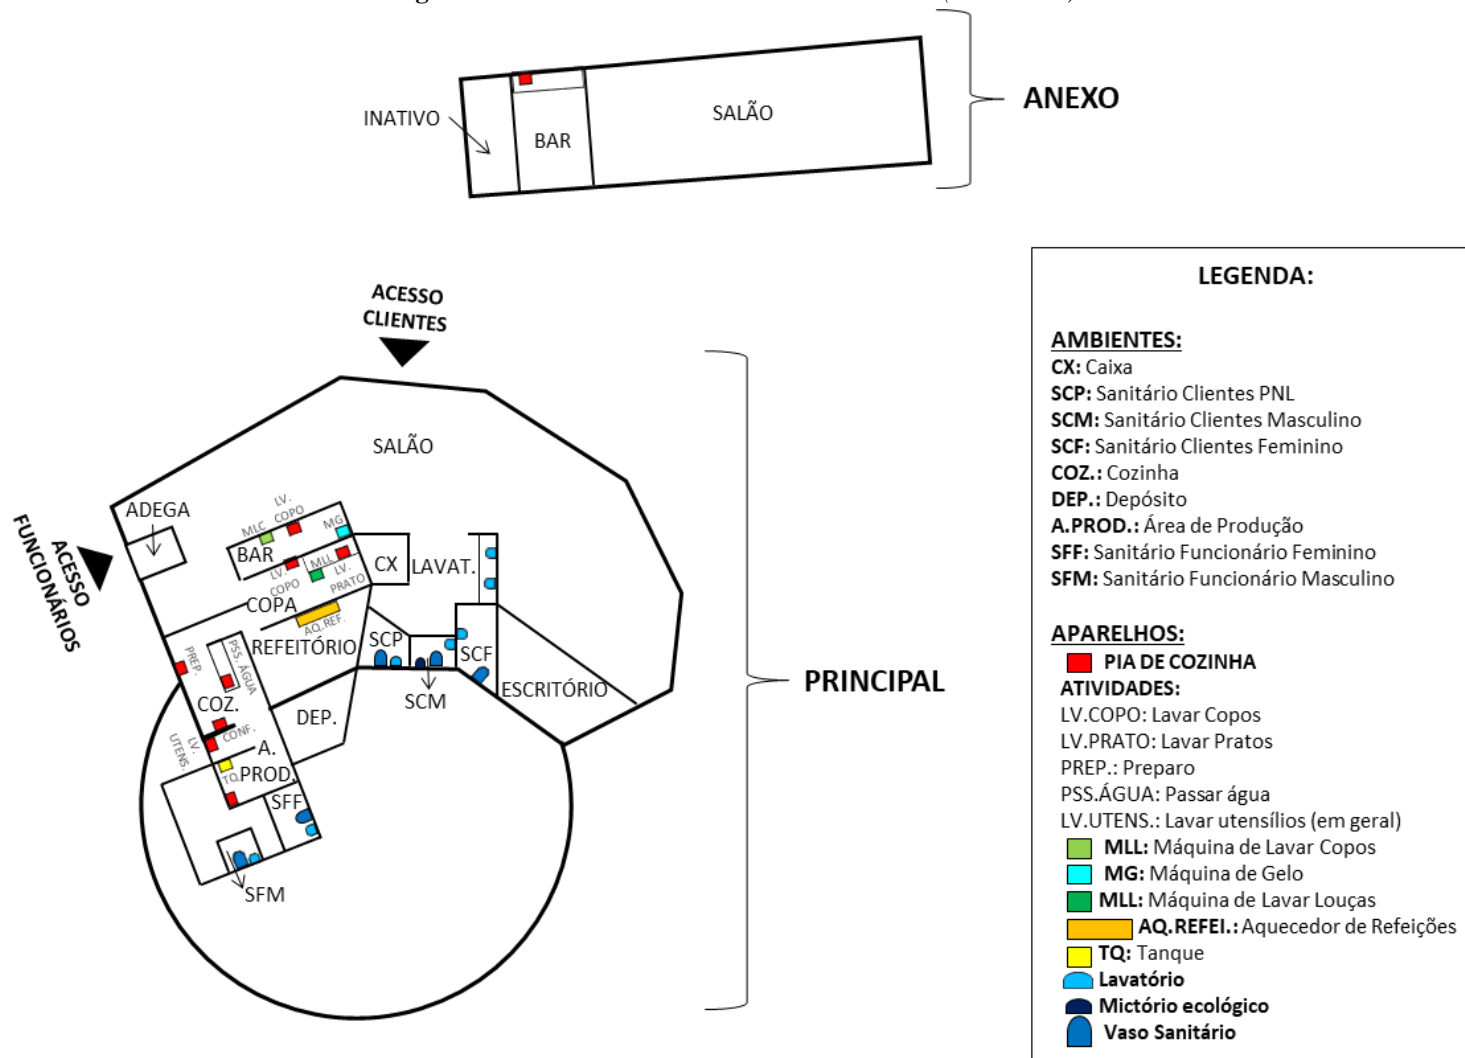 ANEXO
INATIVO
BAR
SALÃO
ACESSO
CLIENTES
ACESSO
FUNCIONÁRIOS
SALÃO
ADEGA
LV.
COPO
MLC
MG
BAR
MLL
LV.
COPO
LV.
PRATO
CX
LAVAT.
COPA
AQ.REF.
REFEITÓRIO
SCP
SCM
SCF
ESCRITÓRIO
PREP.
PSS. ÁGUA
COZ.
DEP.
CONF.
LV.
UTENS.
A.
PROD.
TQ.
SFF
SFM
PRINCIPAL
LEGENDA:
AMBIENTES:
CX: Caixa
SCP: Sanitário Clientes PNL
SCM: Sanitário Clientes Masculino
SCF: Sanitário Clientes Feminino
COZ.: Cozinha
DEP.: Depósito
A.PROD.: Área de Produção
SFF: Sanitário Funcionário Feminino
SFM: Sanitário Funcionário Masculino
APARELHOS:
PIA DE COZINHA
ATIVIDADES:
LV.COPO: Lavar Copos
LV.PRATO: Lavar Pratos
PREP.: Preparo
PSS.ÁGUA: Passar água
LV.UTENS.: Lavar utensílios (em geral)
MLL: Máquina de Lavar Copos
MG: Máquina de Gelo
MLL: Máquina de Lavar Louças
AQ.REFEI.: Aquecedor de Refeições
TQ: Tanque
Lavatório
Mictório ecológico
Vaso Sanitário